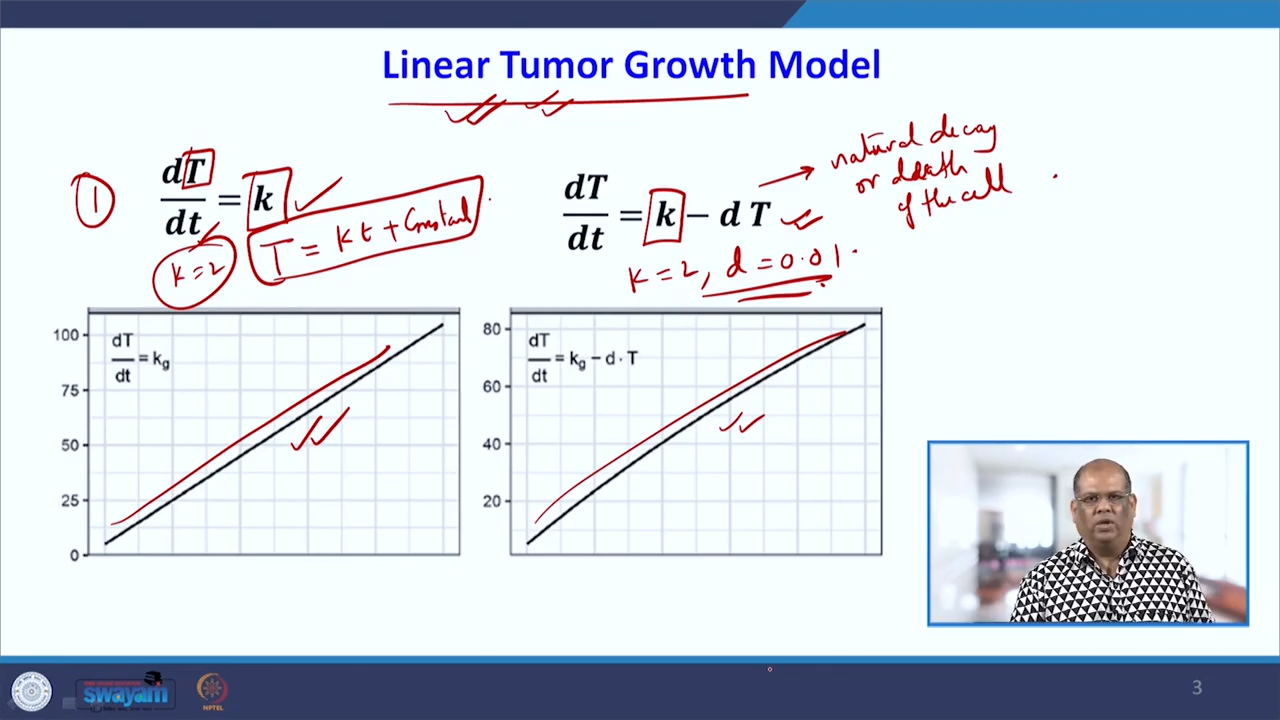 Linear Tumor Growth Model
1
dT/dt = k
k=2
T = kt + Constant
dT/dt = k − d T
natural decay
or death
of the cell
k=2, d=0.01
100
75
50
25
0
dT/dt = kg
80
60
40
20
dT/dt = kg − d · T
swayam
NPTEL
3